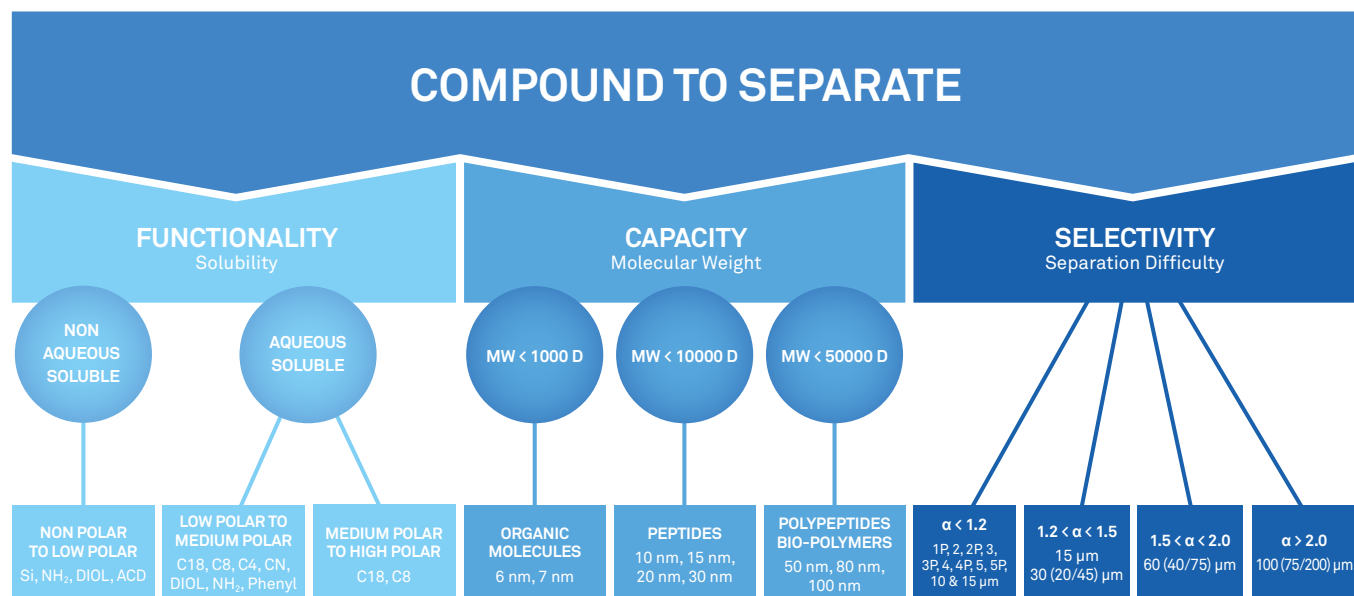 COMPOUND TO SEPARATE
FUNCTIONALITY
Solubility
CAPACITY
Molecular Weight
SELECTIVITY
Separation Difficulty
NON
AQUEOUS
SOLUBLE
AQUEOUS
SOLUBLE
MW < 1000 D
MW < 10000 D
MW < 50000 D
NON POLAR
TO LOW POLAR
Si, NH₂, DIOL, ACD
LOW POLAR TO
MEDIUM POLAR
C18, C8, C4, CN,
DIOL, NH₂, Phenyl
MEDIUM POLAR
TO HIGH POLAR
C18, C8
ORGANIC
MOLECULES
6 nm, 7 nm
PEPTIDES
10 nm, 15 nm,
20 nm, 30 nm
POLYPEPTIDES
BIO-POLYMERS
50 nm, 80 nm,
100 nm
α < 1.2
1P, 2, 2P, 3,
3P, 4, 4P, 5, 5P,
10 & 15 µm
1.2 < α < 1.5
15 µm
30 (20/45) µm
1.5 < α < 2.0
60 (40/75) µm
α > 2.0
100 (75/200) µm